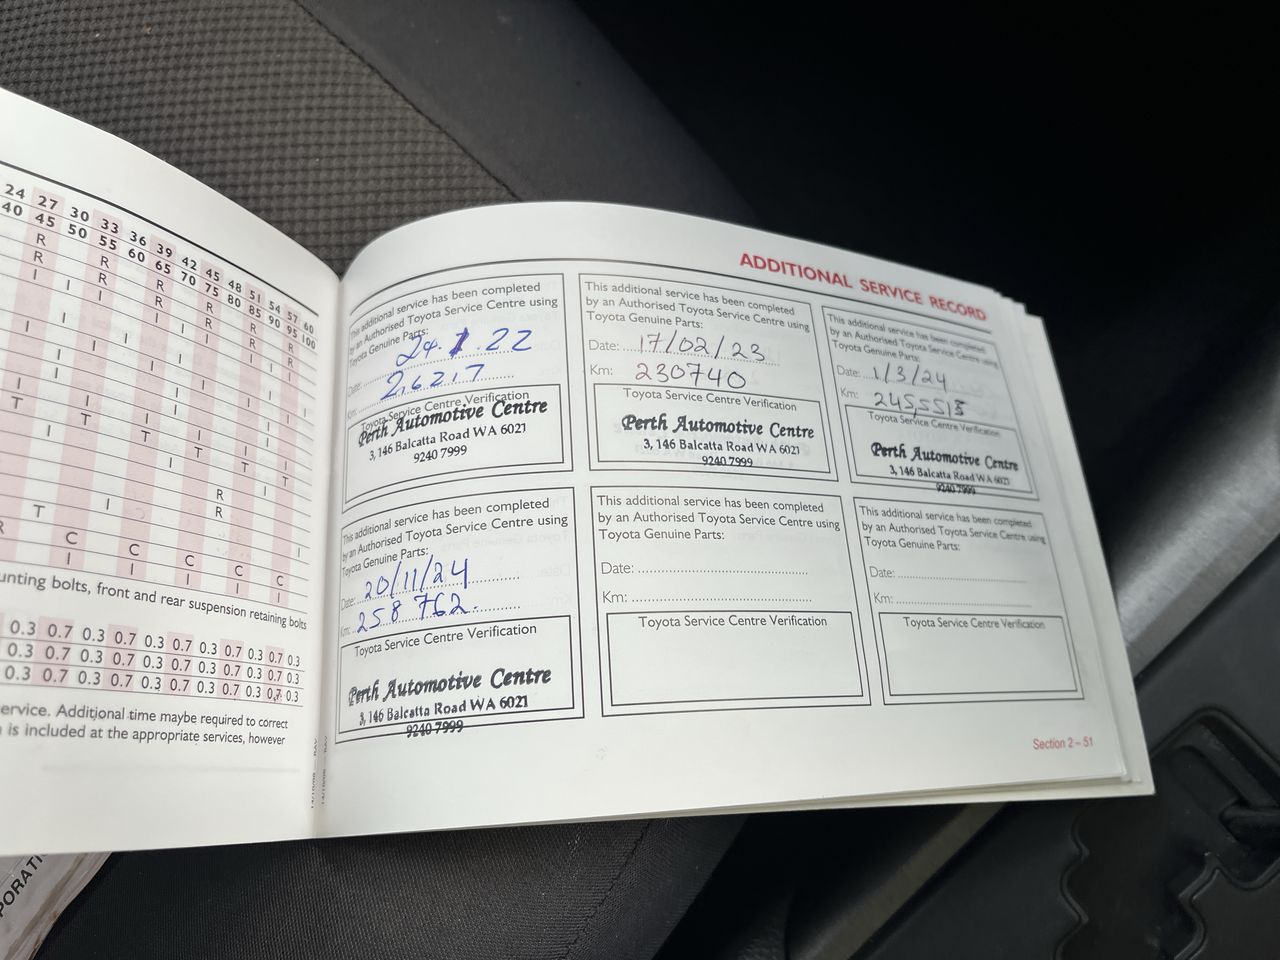 24 27 30 33 36 39 42 45 48 51 54 57 60
40 45 50 55 60 65 70 75 80 85 90 95 100
unting bolts, front and rear suspension retaining bolts
0.3 0.7 0.3 0.7 0.3 0.7 0.3 0.7 0.3 0.7 0.3
0.3 0.7 0.3 0.7 0.3 0.7 0.3 0.7 0.3 0.7 0.3
0.3 0.7 0.3 0.7 0.3 0.7 0.3 0.7 0.3 0.7 0.3
ervice. Additional time maybe required to correct
is included at the appropriate services, however
ADDITIONAL SERVICE RECORD
This additional service has been completed
by an Authorised Toyota Service Centre using
Toyota Genuine Parts:
Date: 24.1.22
Km: 26217
Toyota Service Centre Verification
Perth Automotive Centre
3, 146 Balcatta Road WA 6021
9240 7999
This additional service has been completed
by an Authorised Toyota Service Centre using
Toyota Genuine Parts:
Date: 17/02/23
Km: 230740
Toyota Service Centre Verification
Perth Automotive Centre
3, 146 Balcatta Road WA 6021
9240 7999
This additional service has been completed
by an Authorised Toyota Service Centre using
Toyota Genuine Parts:
Date: 1/3/24
Km:
Toyota Service Centre Verification
Perth Automotive Centre
3, 146 Balcatta Road WA 6021
9240 7999
This additional service has been completed
by an Authorised Toyota Service Centre using
Toyota Genuine Parts:
Date: 20/11/24
Km: 258 762.
Toyota Service Centre Verification
Perth Automotive Centre
3, 146 Balcatta Road WA 6021
9240 7999
This additional service has been completed
by an Authorised Toyota Service Centre using
Toyota Genuine Parts:
Date:
Km:
Toyota Service Centre Verification
This additional service has been completed
by an Authorised Toyota Service Centre using
Toyota Genuine Parts:
Date:
Km:
Toyota Service Centre Verification
Section 2 – 51